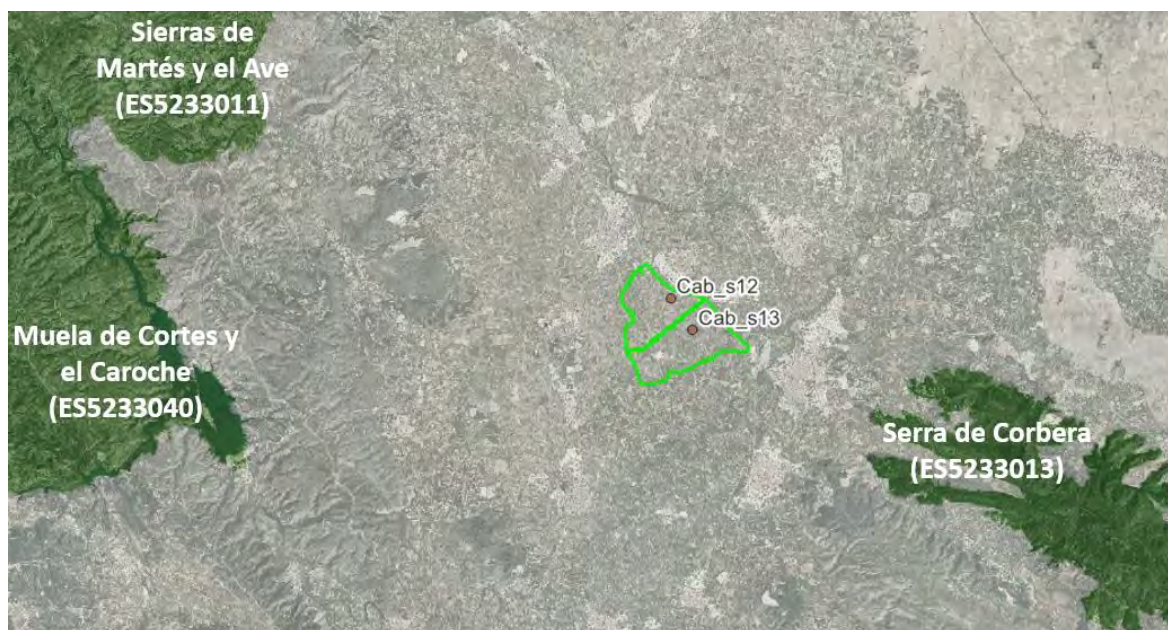 Sierras de
Martés y el Ave
(ES5233011)
Cab_s12
Cab_s13
Muela de Cortes y
el Caroche
(ES5233040)
Serra de Corbera
(ES5233013)